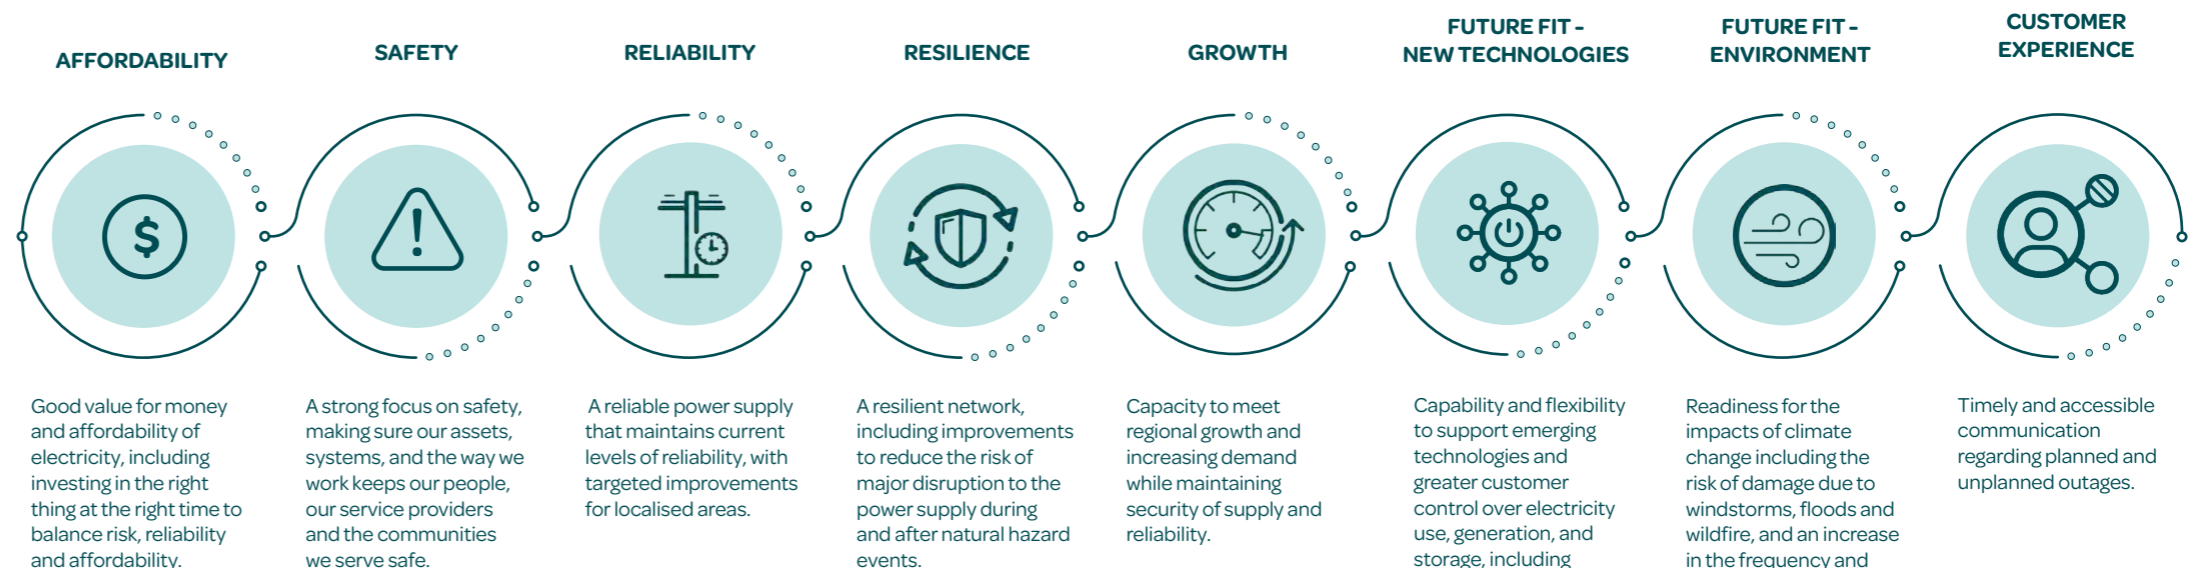 AFFORDABILITY
Good value for money
and affordability of
electricity, including
investing in the right
thing at the right time to
balance risk, reliability
and affordability.
SAFETY
A strong focus on safety,
making sure our assets,
systems, and the way we
work keeps our people,
our service providers
and the communities
we serve safe.
RELIABILITY
A reliable power supply
that maintains current
levels of reliability, with
targeted improvements
for localised areas.
RESILIENCE
A resilient network,
including improvements
to reduce the risk of
major disruption to the
power supply during
and after natural hazard
events.
GROWTH
Capacity to meet
regional growth and
increasing demand
while maintaining
security of supply and
reliability.
FUTURE FIT -
NEW TECHNOLOGIES
Capability and flexibility
to support emerging
technologies and
greater customer
control over electricity
use, generation, and
storage, including
FUTURE FIT -
ENVIRONMENT
Readiness for the
impacts of climate
change including the
risk of damage due to
windstorms, floods and
wildfire, and an increase
in the frequency and
CUSTOMER
EXPERIENCE
Timely and accessible
communication
regarding planned and
unplanned outages.